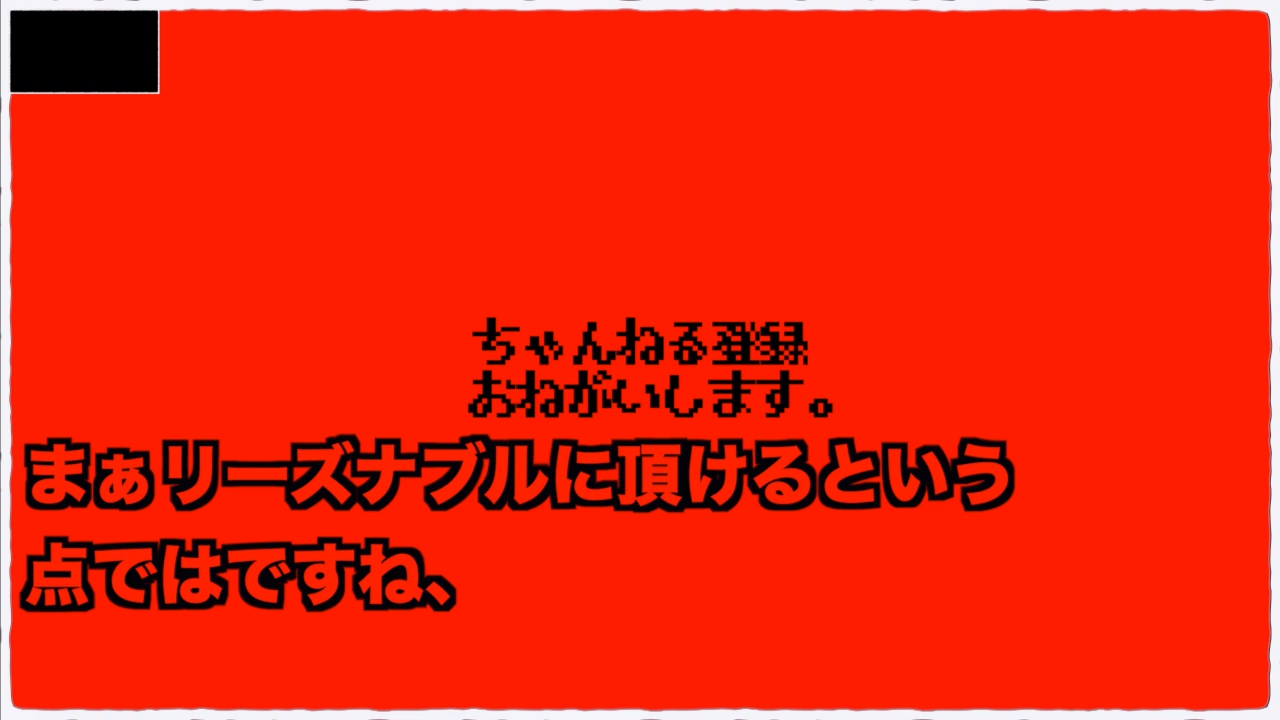 ちゃんねる登録
おねがいします。
まぁリーズナブルに頂けるという
点ではですね、